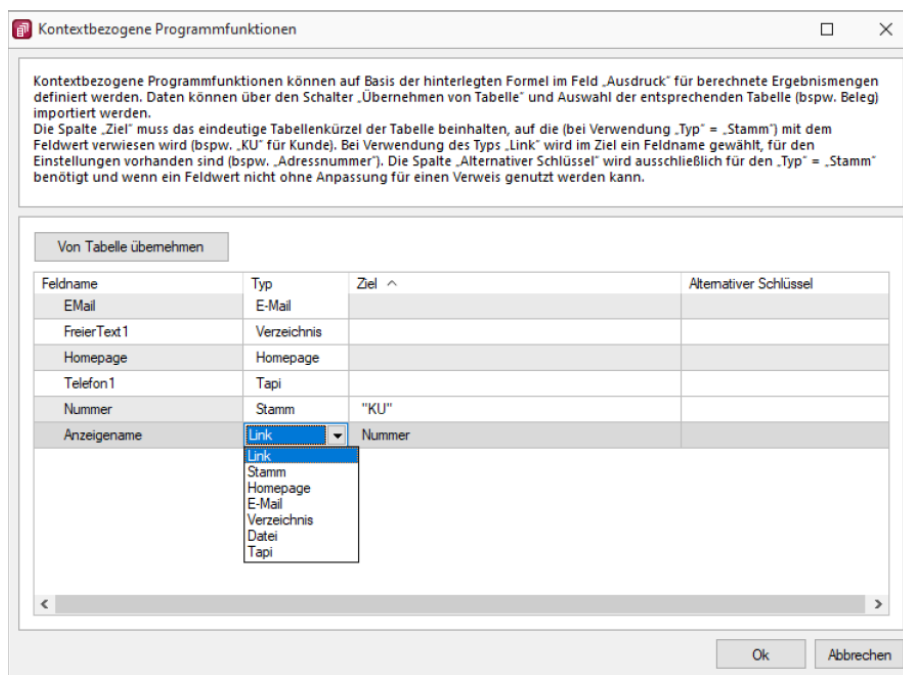 Kontextbezogene Programmfunktionen
Kontextbezogene Programmfunktionen können auf Basis der hinterlegten Formel im Feld „Ausdruck" für berechnete Ergebnismengen
definiert werden. Daten können über den Schalter „Übernehmen von Tabelle" und Auswahl der entsprechenden Tabelle (bspw. Beleg)
importiert werden.
Die Spalte „Ziel" muss das eindeutige Tabellenkürzel der Tabelle beinhalten, auf die (bei Verwendung „Typ" = „Stamm") mit dem
Feldwert verwiesen wird (bspw. „KU" für Kunde). Bei Verwendung des Typs „Link" wird im Ziel ein Feldname gewählt, für den
Einstellungen vorhanden sind (bspw. „Adressnummer"). Die Spalte „Alternativer Schlüssel" wird ausschließlich für den „Typ" = „Stamm"
benötigt und wenn ein Feldwert nicht ohne Anpassung für einen Verweis genutzt werden kann.
Von Tabelle übernehmen
Feldname Typ Ziel Alternativer Schlüssel
EMail E-Mail
FreierText1 Verzeichnis
Homepage Homepage
Telefon1 Tapi
Nummer Stamm "KU"
Anzeigename Link Nummer
Link
Stamm
Homepage
E-Mail
Verzeichnis
Datei
Tapi
Ok Abbrechen